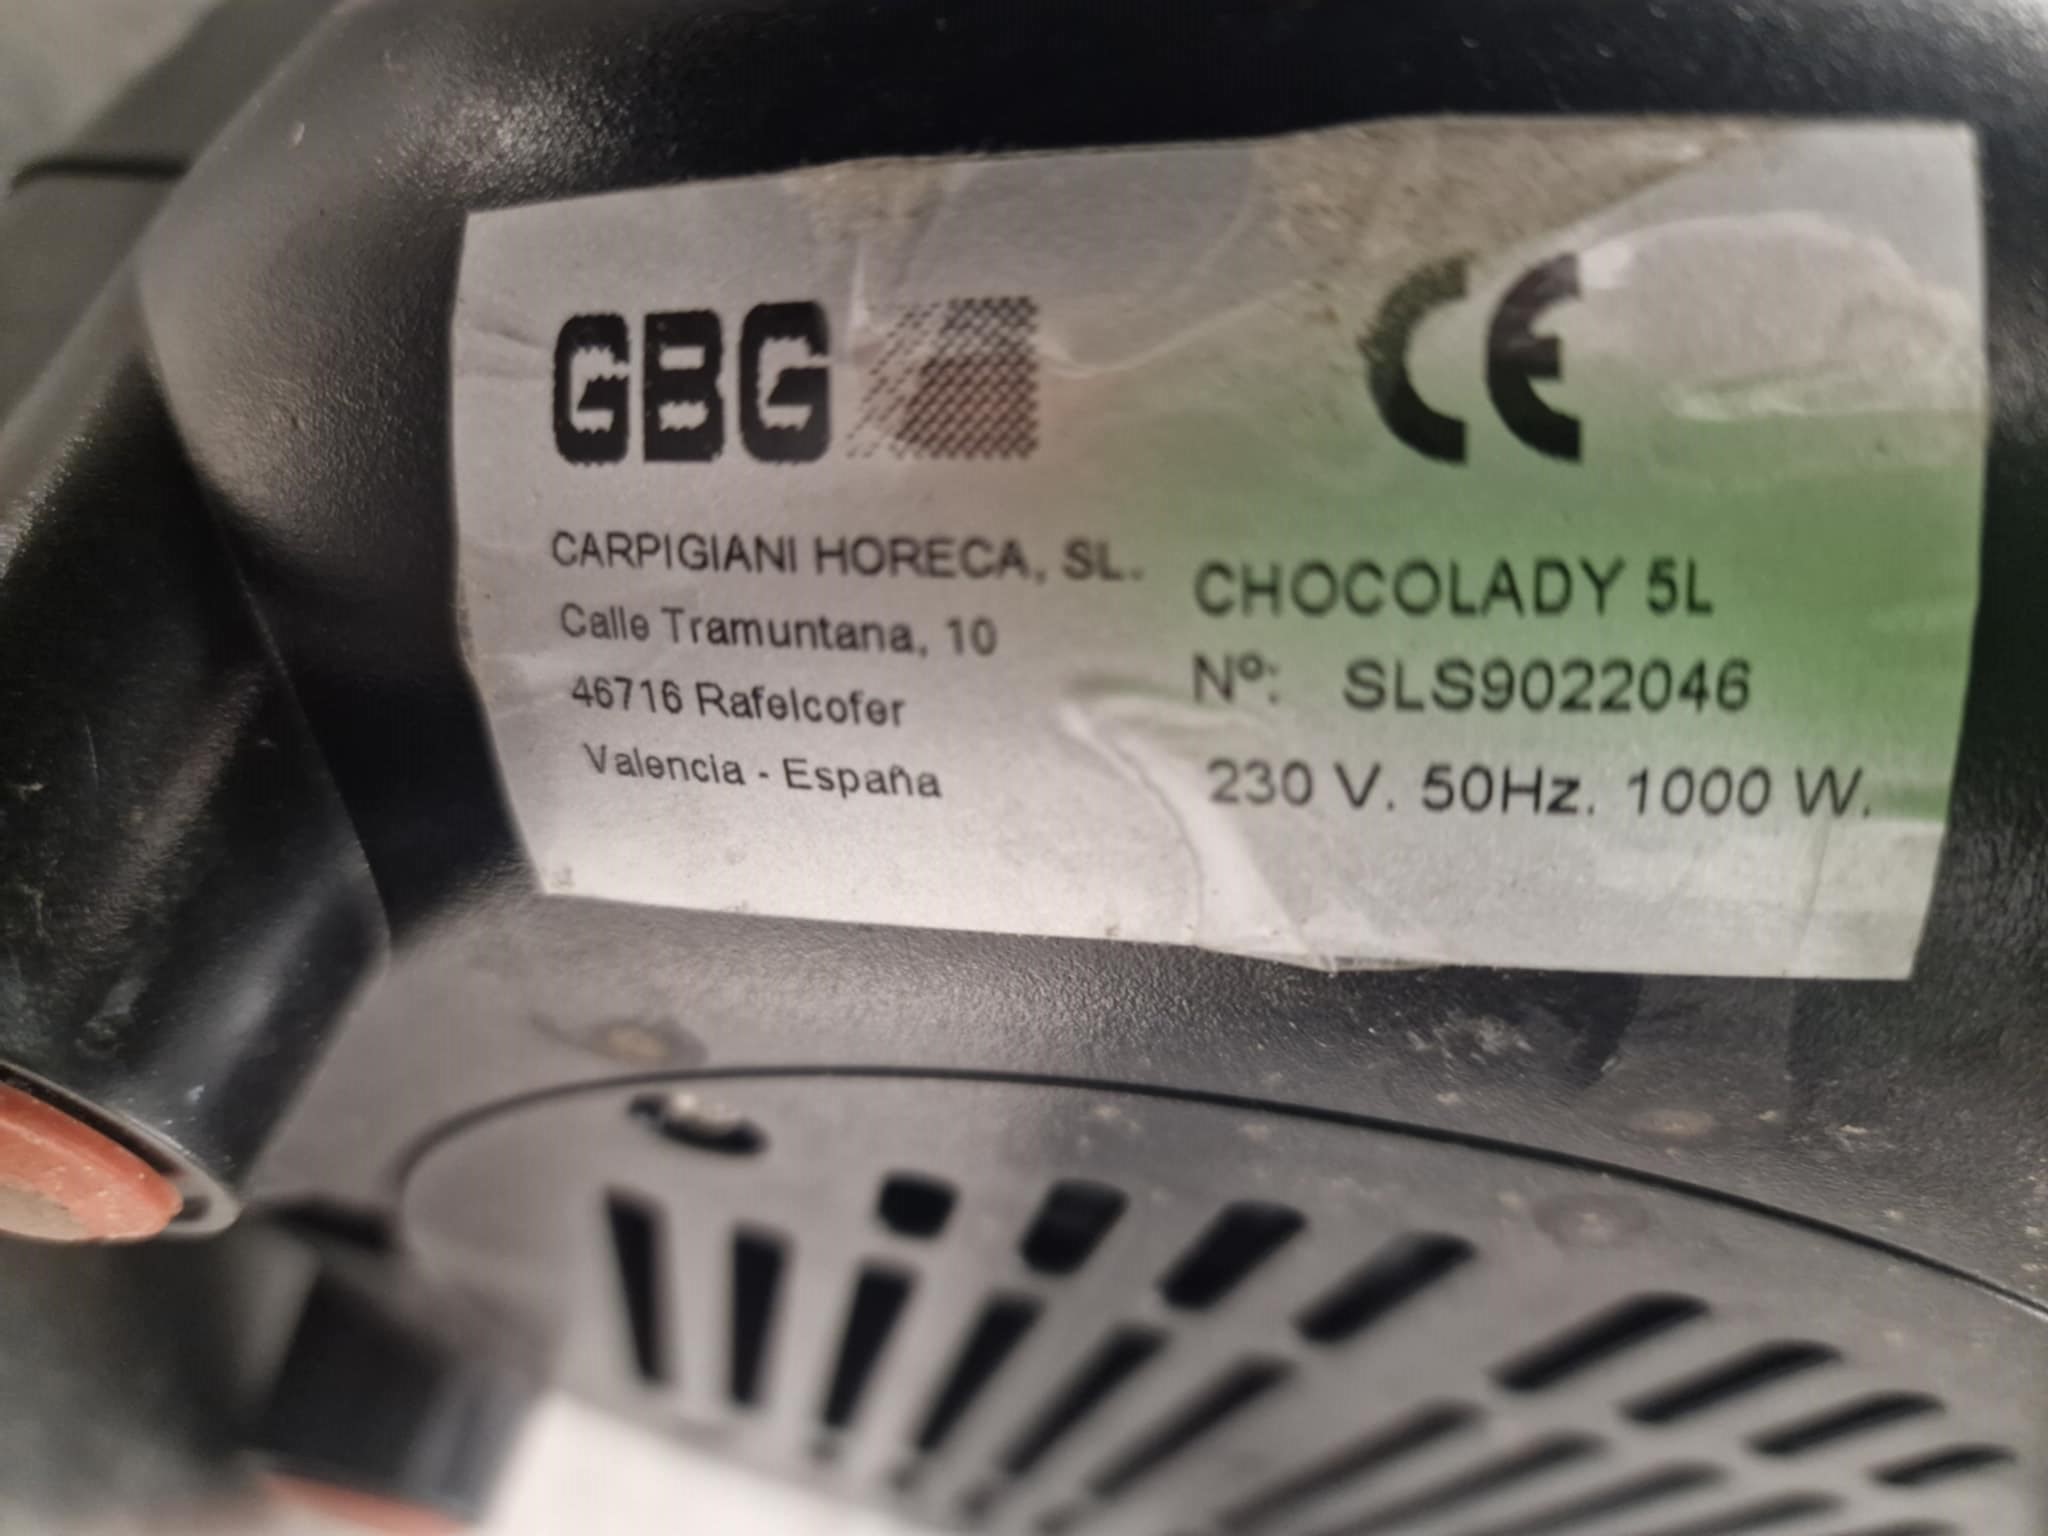 GBG
CE
CARPIGIANI HORECA, SL.
Calle Tramuntana, 10
46716 Rafelcofer
Valencia - España
CHOCOLADY 5L
Nº: SLS9022046
230 V. 50Hz. 1000 W.